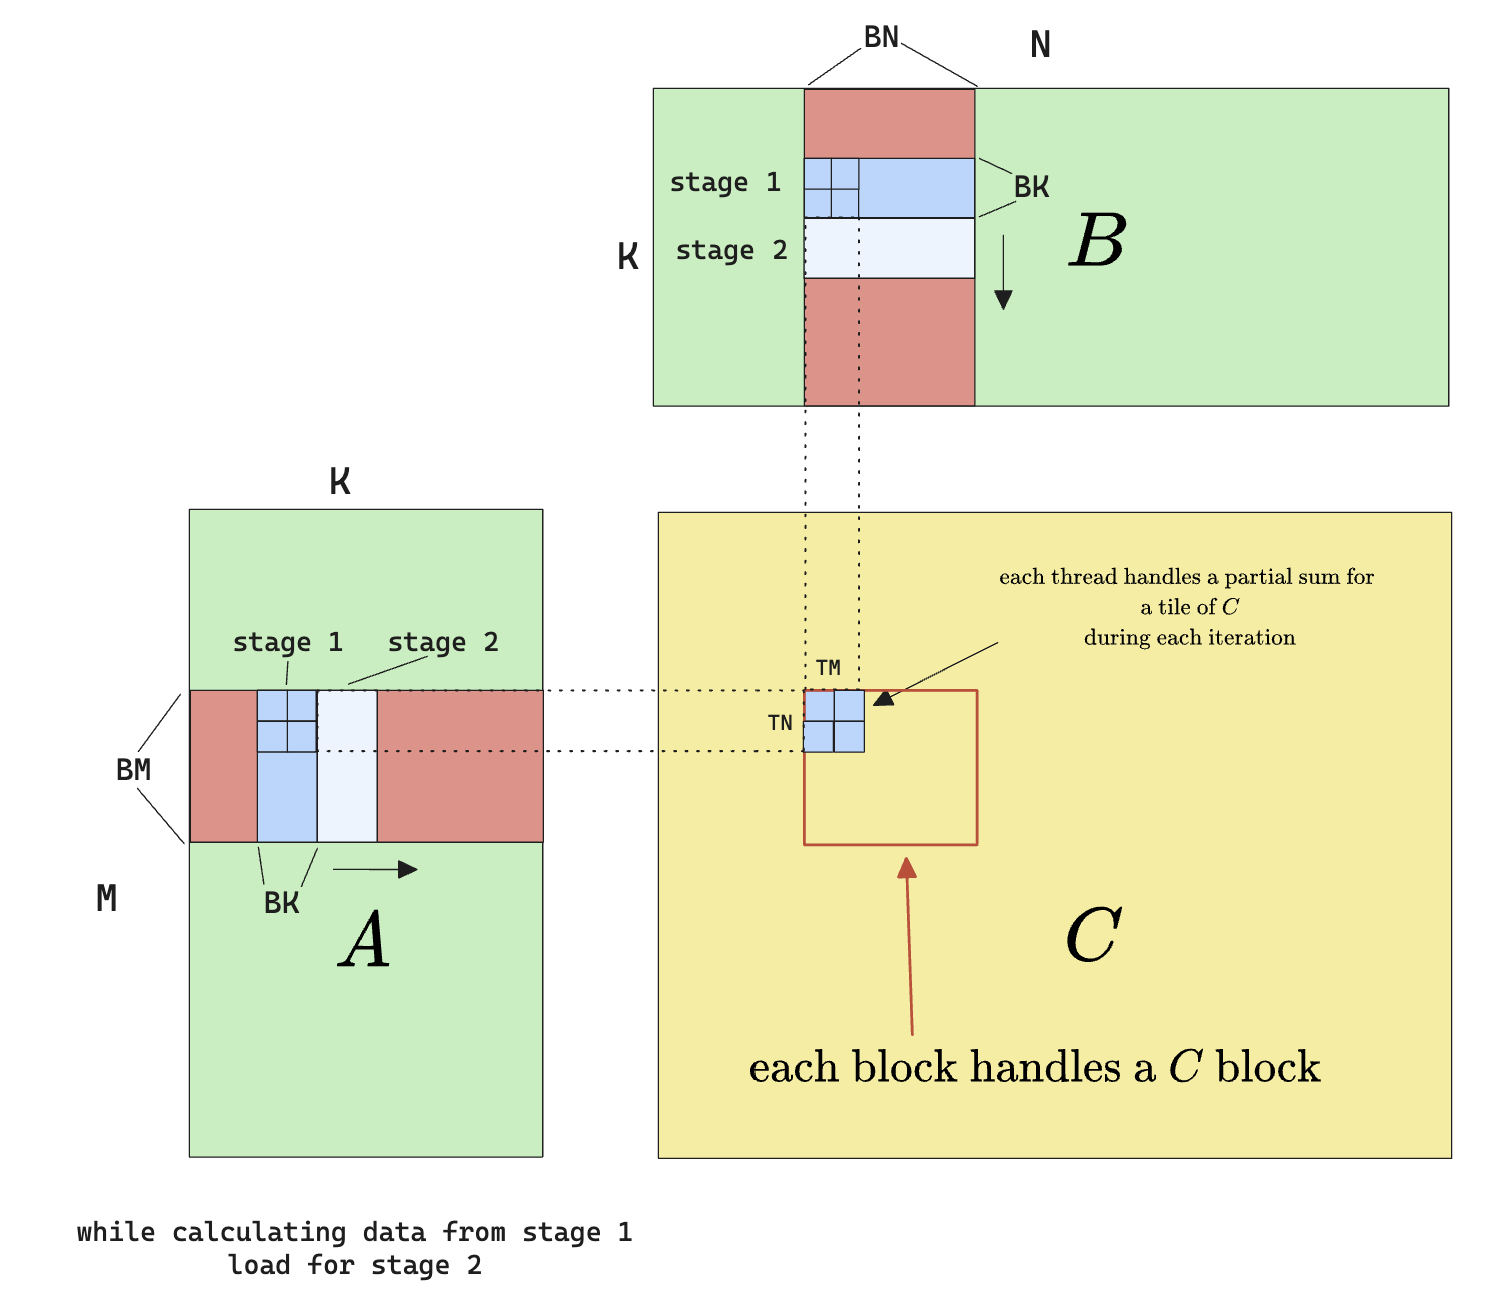 BN
N
stage 1
BK
K
stage 2
B
K
each thread handles a partial sum for
a tile of C
during each iteration
stage 1
stage 2
TM
TN
BM
M
BK
A
C
each block handles a C block
while calculating data from stage 1
load for stage 2